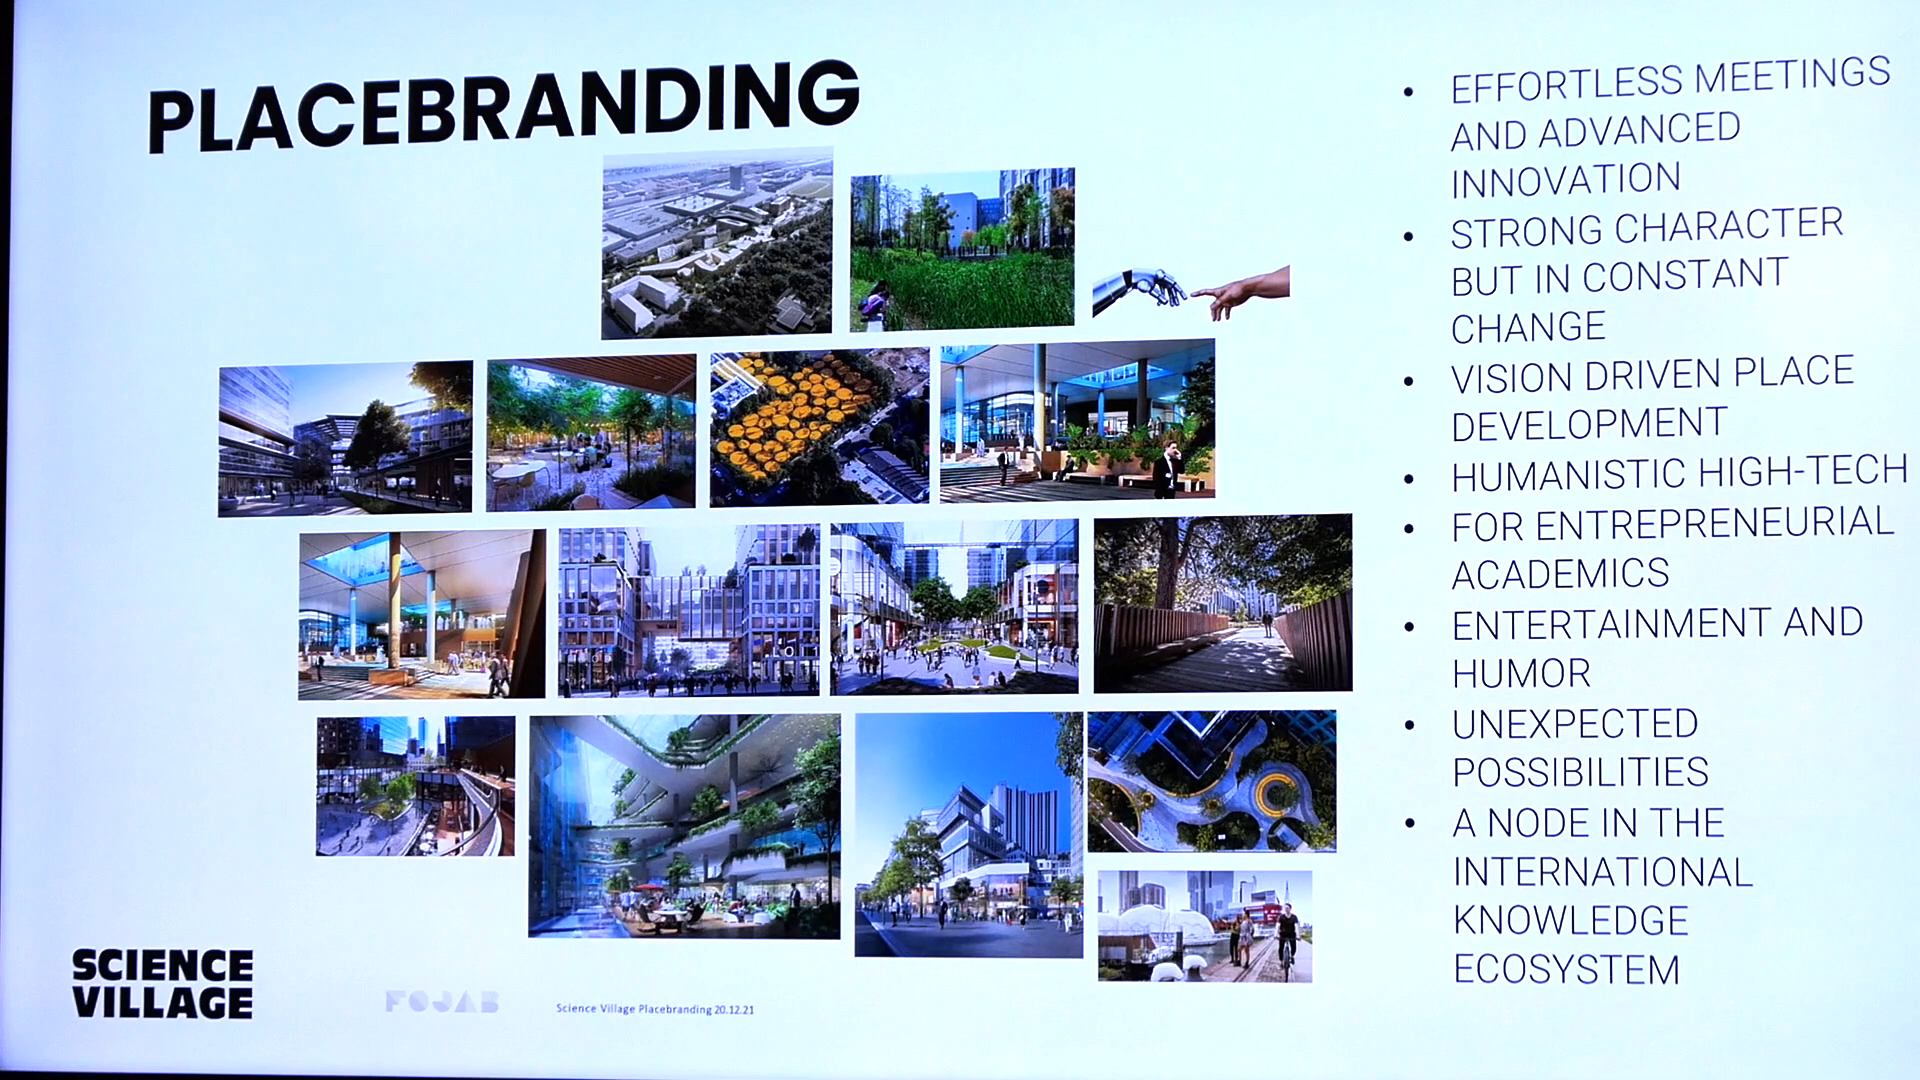 PLACEBRANDING
• EFFORTLESS MEETINGS
AND ADVANCED
INNOVATION
• STRONG CHARACTER
BUT IN CONSTANT
CHANGE
• VISION DRIVEN PLACE
DEVELOPMENT
• HUMANISTIC HIGH-TECH
• FOR ENTREPRENEURIAL
ACADEMICS
• ENTERTAINMENT AND
HUMOR
• UNEXPECTED
POSSIBILITIES
• A NODE IN THE
INTERNATIONAL
KNOWLEDGE
ECOSYSTEM
SCIENCE
VILLAGE
FOJAB
Science Village Placebranding 20.12.21